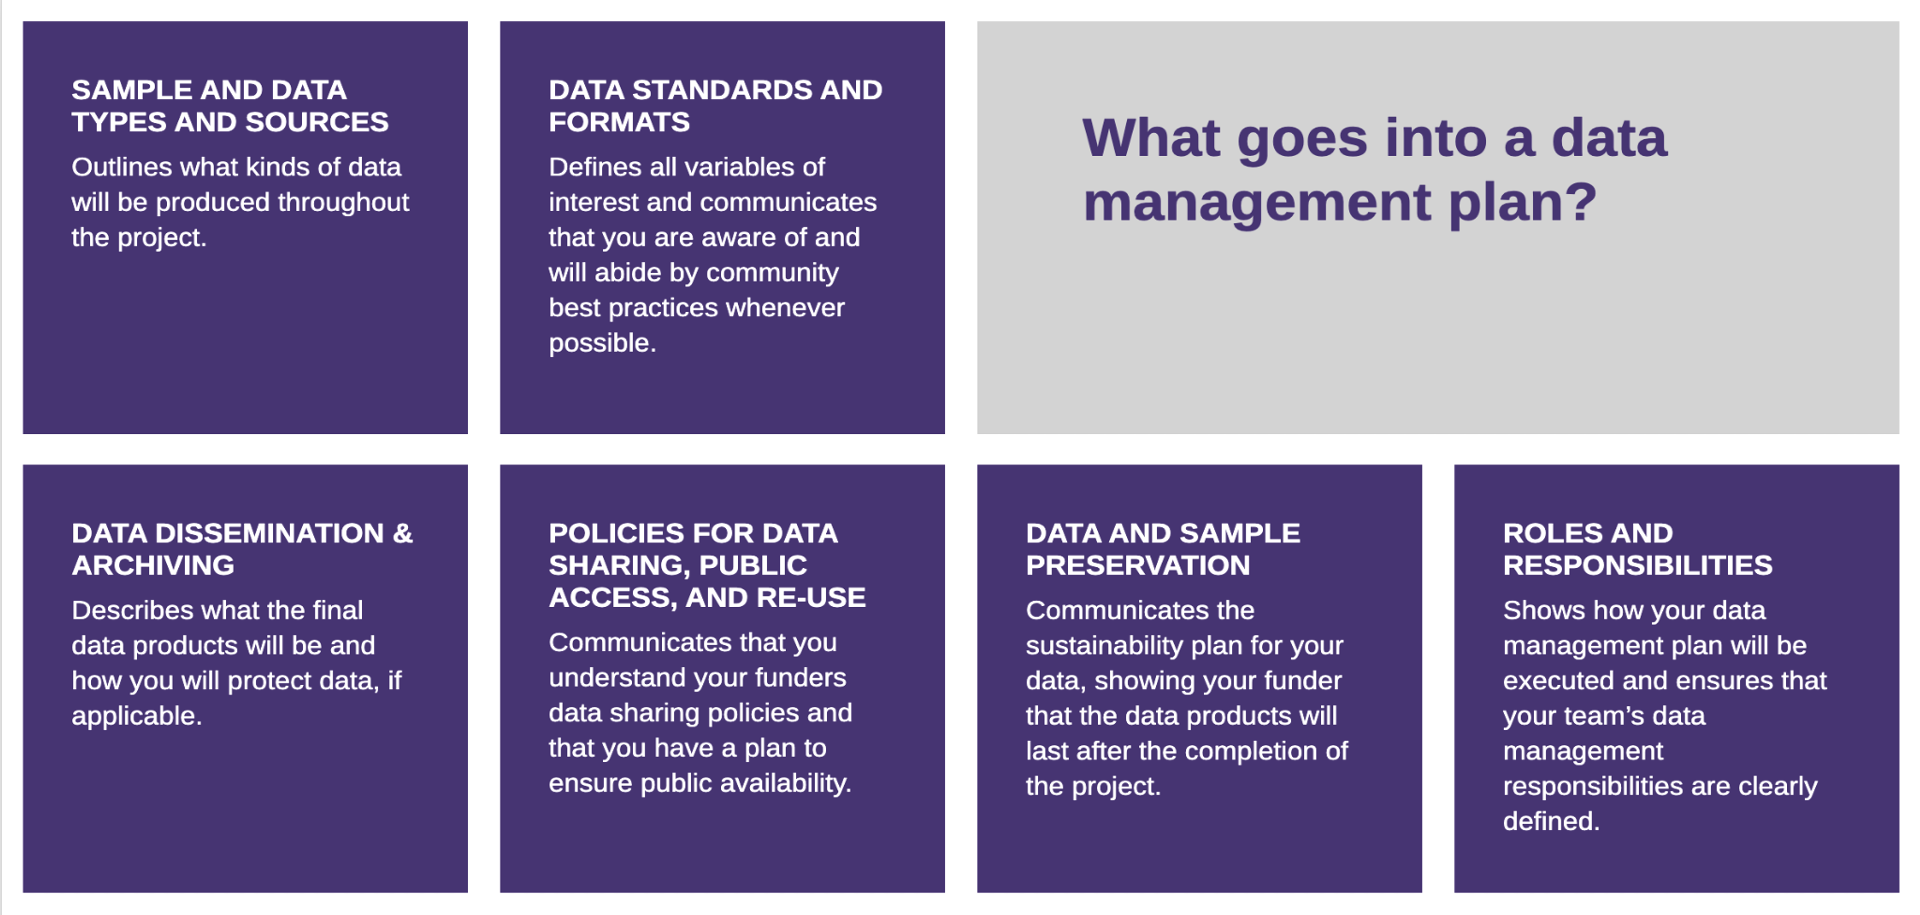 SAMPLE AND DATA
TYPES AND SOURCES
Outlines what kinds of data
will be produced throughout
the project.
DATA STANDARDS AND
FORMATS
Defines all variables of
interest and communicates
that you are aware of and
will abide by community
best practices whenever
possible.
What goes into a data
management plan?
DATA DISSEMINATION &
ARCHIVING
Describes what the final
data products will be and
how you will protect data, if
applicable.
POLICIES FOR DATA
SHARING, PUBLIC
ACCESS, AND RE-USE
Communicates that you
understand your funders
data sharing policies and
that you have a plan to
ensure public availability.
DATA AND SAMPLE
PRESERVATION
Communicates the
sustainability plan for your
data, showing your funder
that the data products will
last after the completion of
the project.
ROLES AND
RESPONSIBILITIES
Shows how your data
management plan will be
executed and ensures that
your team’s data
management
responsibilities are clearly
defined.